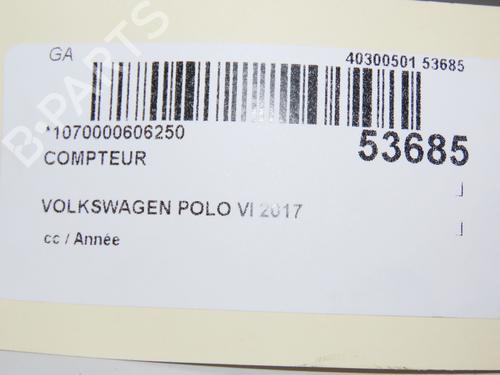 GA
40300501 53685
*1070000606250
53685
COMPTEUR
VOLKSWAGEN POLO VI 2017
cc / Année
B-PARTS